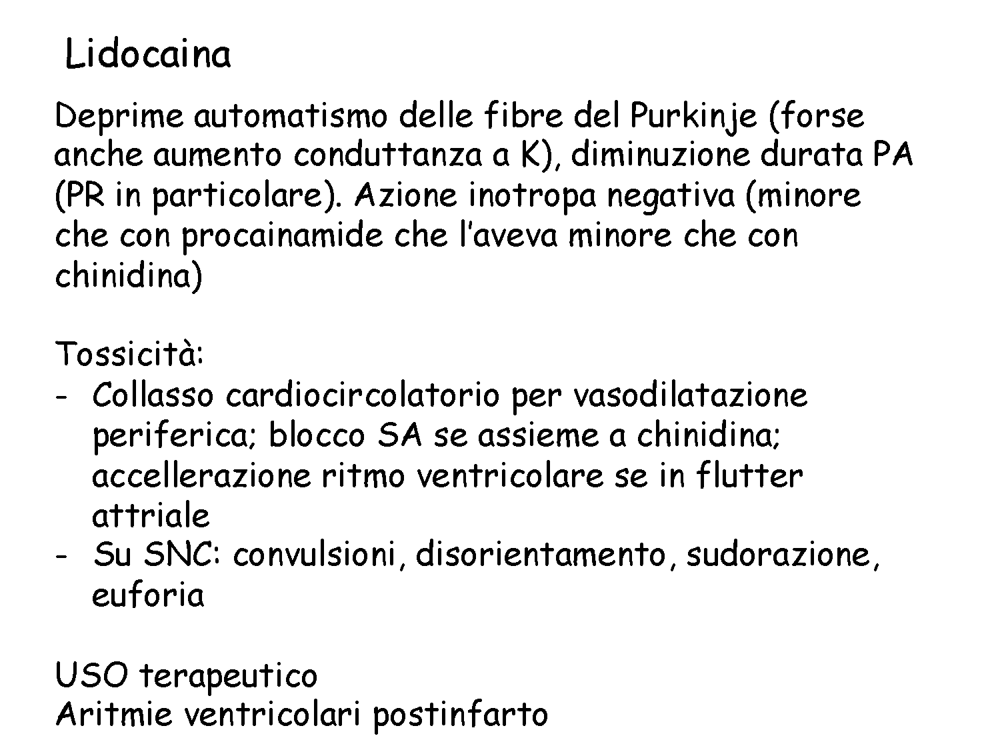 Lidocaina
Deprime automatismo delle fibre del Purkinje (forse
anche aumento conduttanza a K), diminuzione durata PA
(PR in particolare). Azione inotropa negativa (minore
che con procainamide che l'aveva minore che con
chinidina)
Tossicità:
- Collasso cardiocircolatorio per vasodilatazione
periferica; blocco SA se assieme a chinidina;
accellerazione ritmo ventricolare se in flutter
attriale
- Su SNC: convulsioni, disorientamento, sudorazione,
euforia
USO terapeutico
Aritmie ventricolari postinfarto